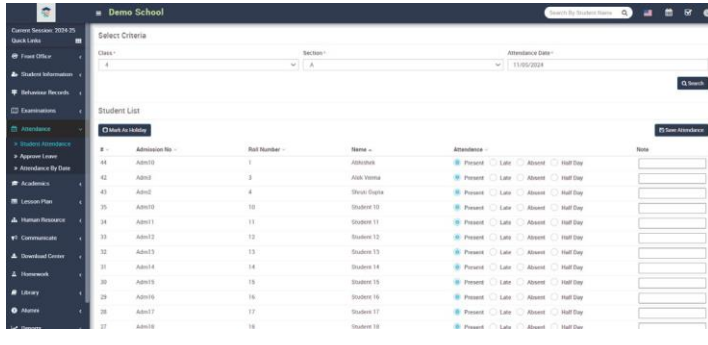 Demo School
Search By Student Name
Current Session: 2024-25
Quick Links
Front Office
Student Information
Behaviour Records
Examinations
Attendance
Student Attendance
Approve Leave
Attendance By Date
Academics
Lesson Plan
Human Resource
Communicate
Download Center
Homework
Library
Alumni
Reports
Select Criteria
Class * Section * Attendance Date *
4 A 11/05/2024
Search
Student List
Mark As Holiday Save Attendance
# Admission No Roll Number Name Attendence Note
44 Adm10 1 Abhishek Present Late Absent Half Day
42 Adm3 3 Alok Verma Present Late Absent Half Day
43 Adm2 4 Shruti Gupta Present Late Absent Half Day
35 Adm10 10 Student 10 Present Late Absent Half Day
34 Adm11 11 Student 11 Present Late Absent Half Day
33 Adm12 12 Student 12 Present Late Absent Half Day
32 Adm13 13 Student 13 Present Late Absent Half Day
31 Adm14 14 Student 14 Present Late Absent Half Day
30 Adm15 15 Student 15 Present Late Absent Half Day
29 Adm16 16 Student 16 Present Late Absent Half Day
28 Adm17 17 Student 17 Present Late Absent Half Day
27 Adm18 18 Student 18 Present Late Absent Half Day